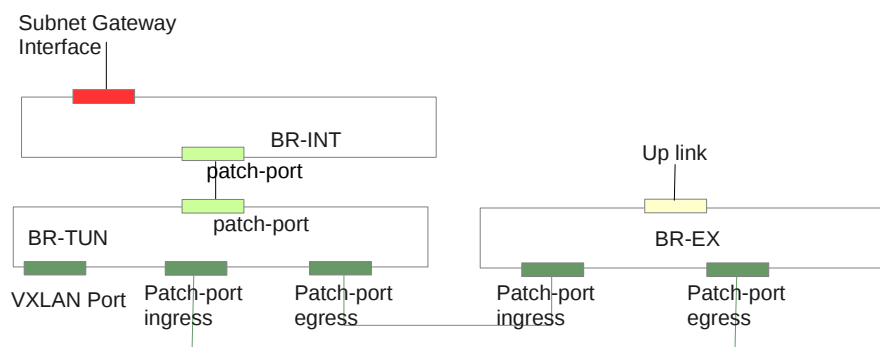 Subnet Gateway
Interface
BR-INT
patch-port
Up link
patch-port
BR-TUN
BR-EX
VXLAN Port
Patch-port
ingress
Patch-port
egress
Patch-port
ingress
Patch-port
egress